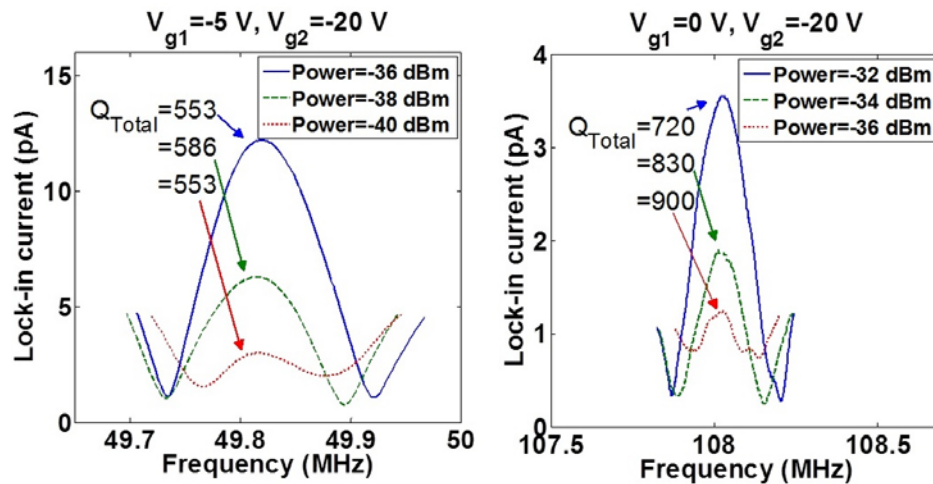 V_g1=-5 V, V_g2=-20 V
Lock-in current (pA)
15
10
5
0
Power=-36 dBm
Power=-38 dBm
Power=-40 dBm
Q_Total=553
=586
=553
49.7
49.8
49.9
50
Frequency (MHz)
V_g1=0 V, V_g2=-20 V
Lock-in current (pA)
4
3
2
1
0
Power=-32 dBm
Power=-34 dBm
Power=-36 dBm
Q_Total=720
=830
=900
107.5
108
108.5
Frequency (MHz)